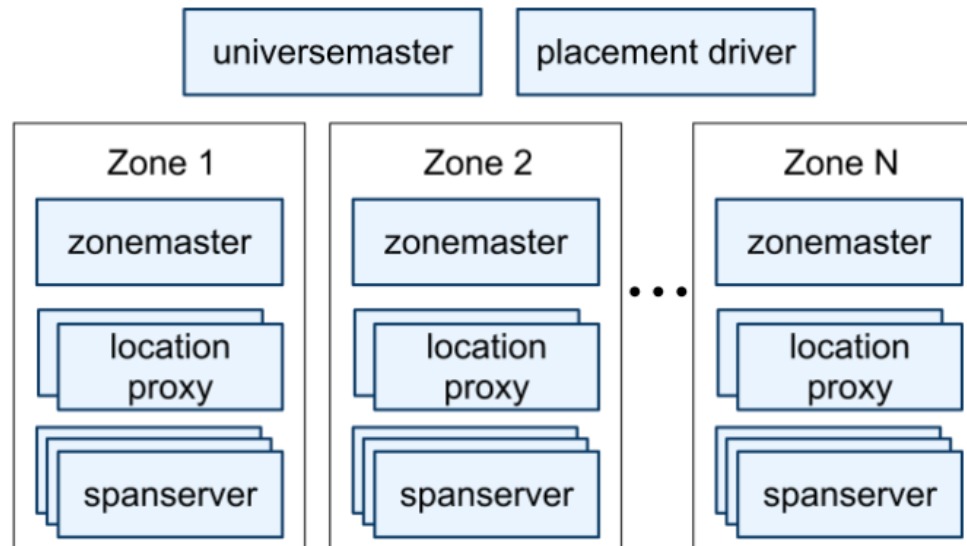 universemaster placement driver
Zone 1 Zone 2 Zone N
zonemaster zonemaster zonemaster
...
location location location
proxy proxy proxy
spanserver spanserver spanserver